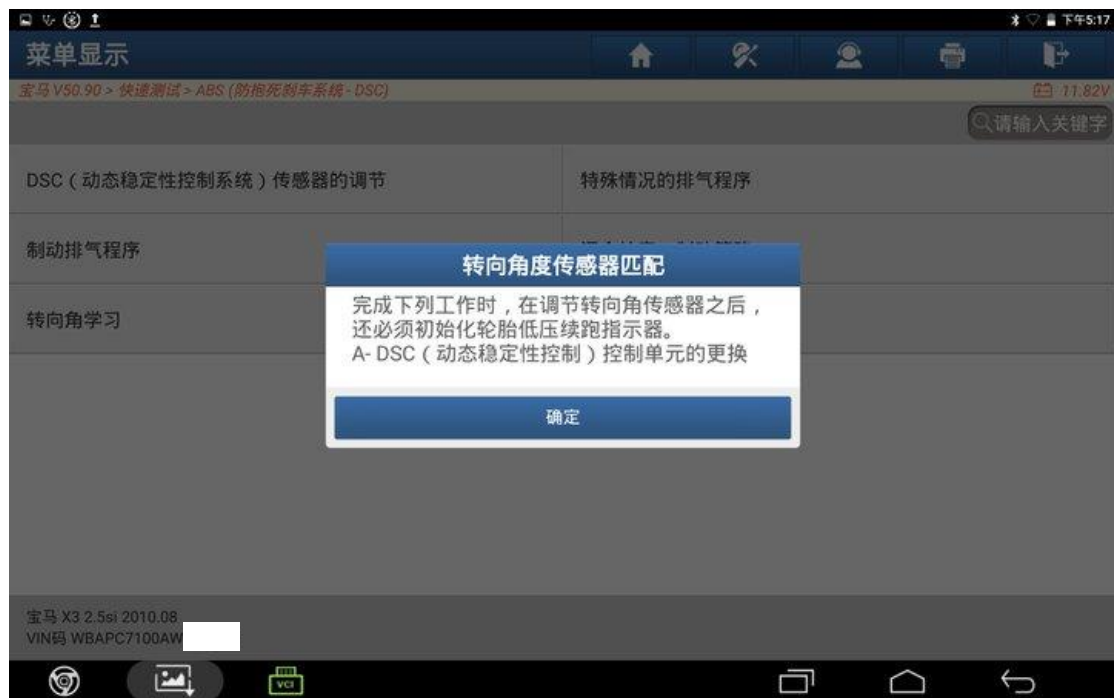 下午5:17
菜单显示
宝马 V50.90 > 快速测试 > ABS (防抱死刹车系统 - DSC)
11.82V
请输入关键字
DSC（动态稳定性控制系统）传感器的调节
特殊情况的排气程序
制动排气程序
转向角学习
转向角度传感器匹配
完成下列工作时，在调节转向角传感器之后，
还必须初始化轮胎低压续跑指示器。
A- DSC（动态稳定性控制）控制单元的更换
确定
宝马 X3 2.5si 2010.08
VIN码 WBAPC7100AW
VCI